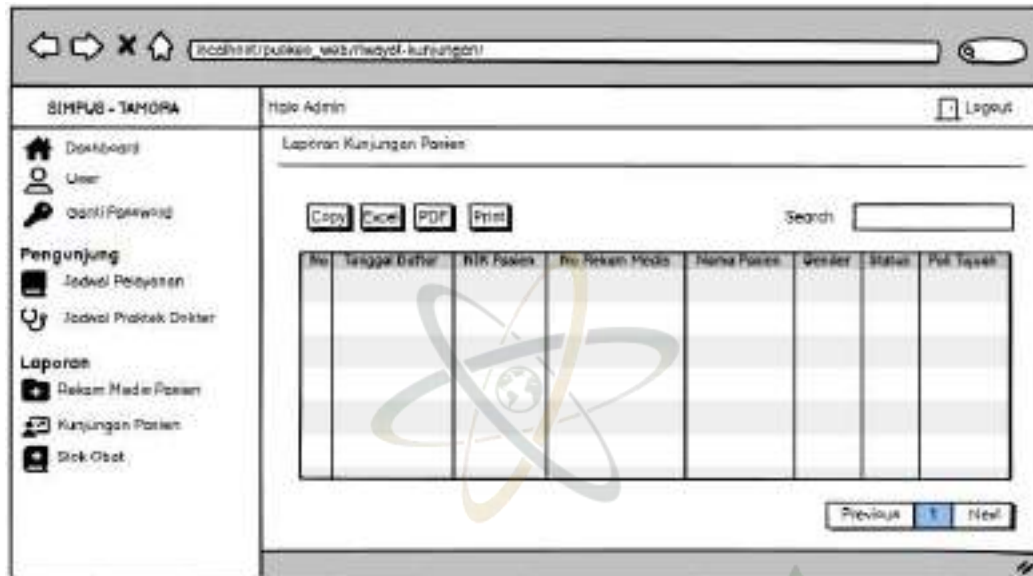 localhost/puskes_web/riwayat-kunjungan/
SIMPUS - TAMORA
Halo Admin
Logout
Dashboard
User
Ganti Password
Pengunjung
Jadwal Pelayanan
Jadwal Praktek Dokter
Laporan
Rekam Medis Pasien
Kunjungan Pasien
Stok Obat
Laporan Kunjungan Pasien
Copy Excel PDF Print
Search
No Tanggal Daftar NIK Pasien No Rekam Medis Nama Pasien Gender Status Poli Tujuan
Previous 1 Next